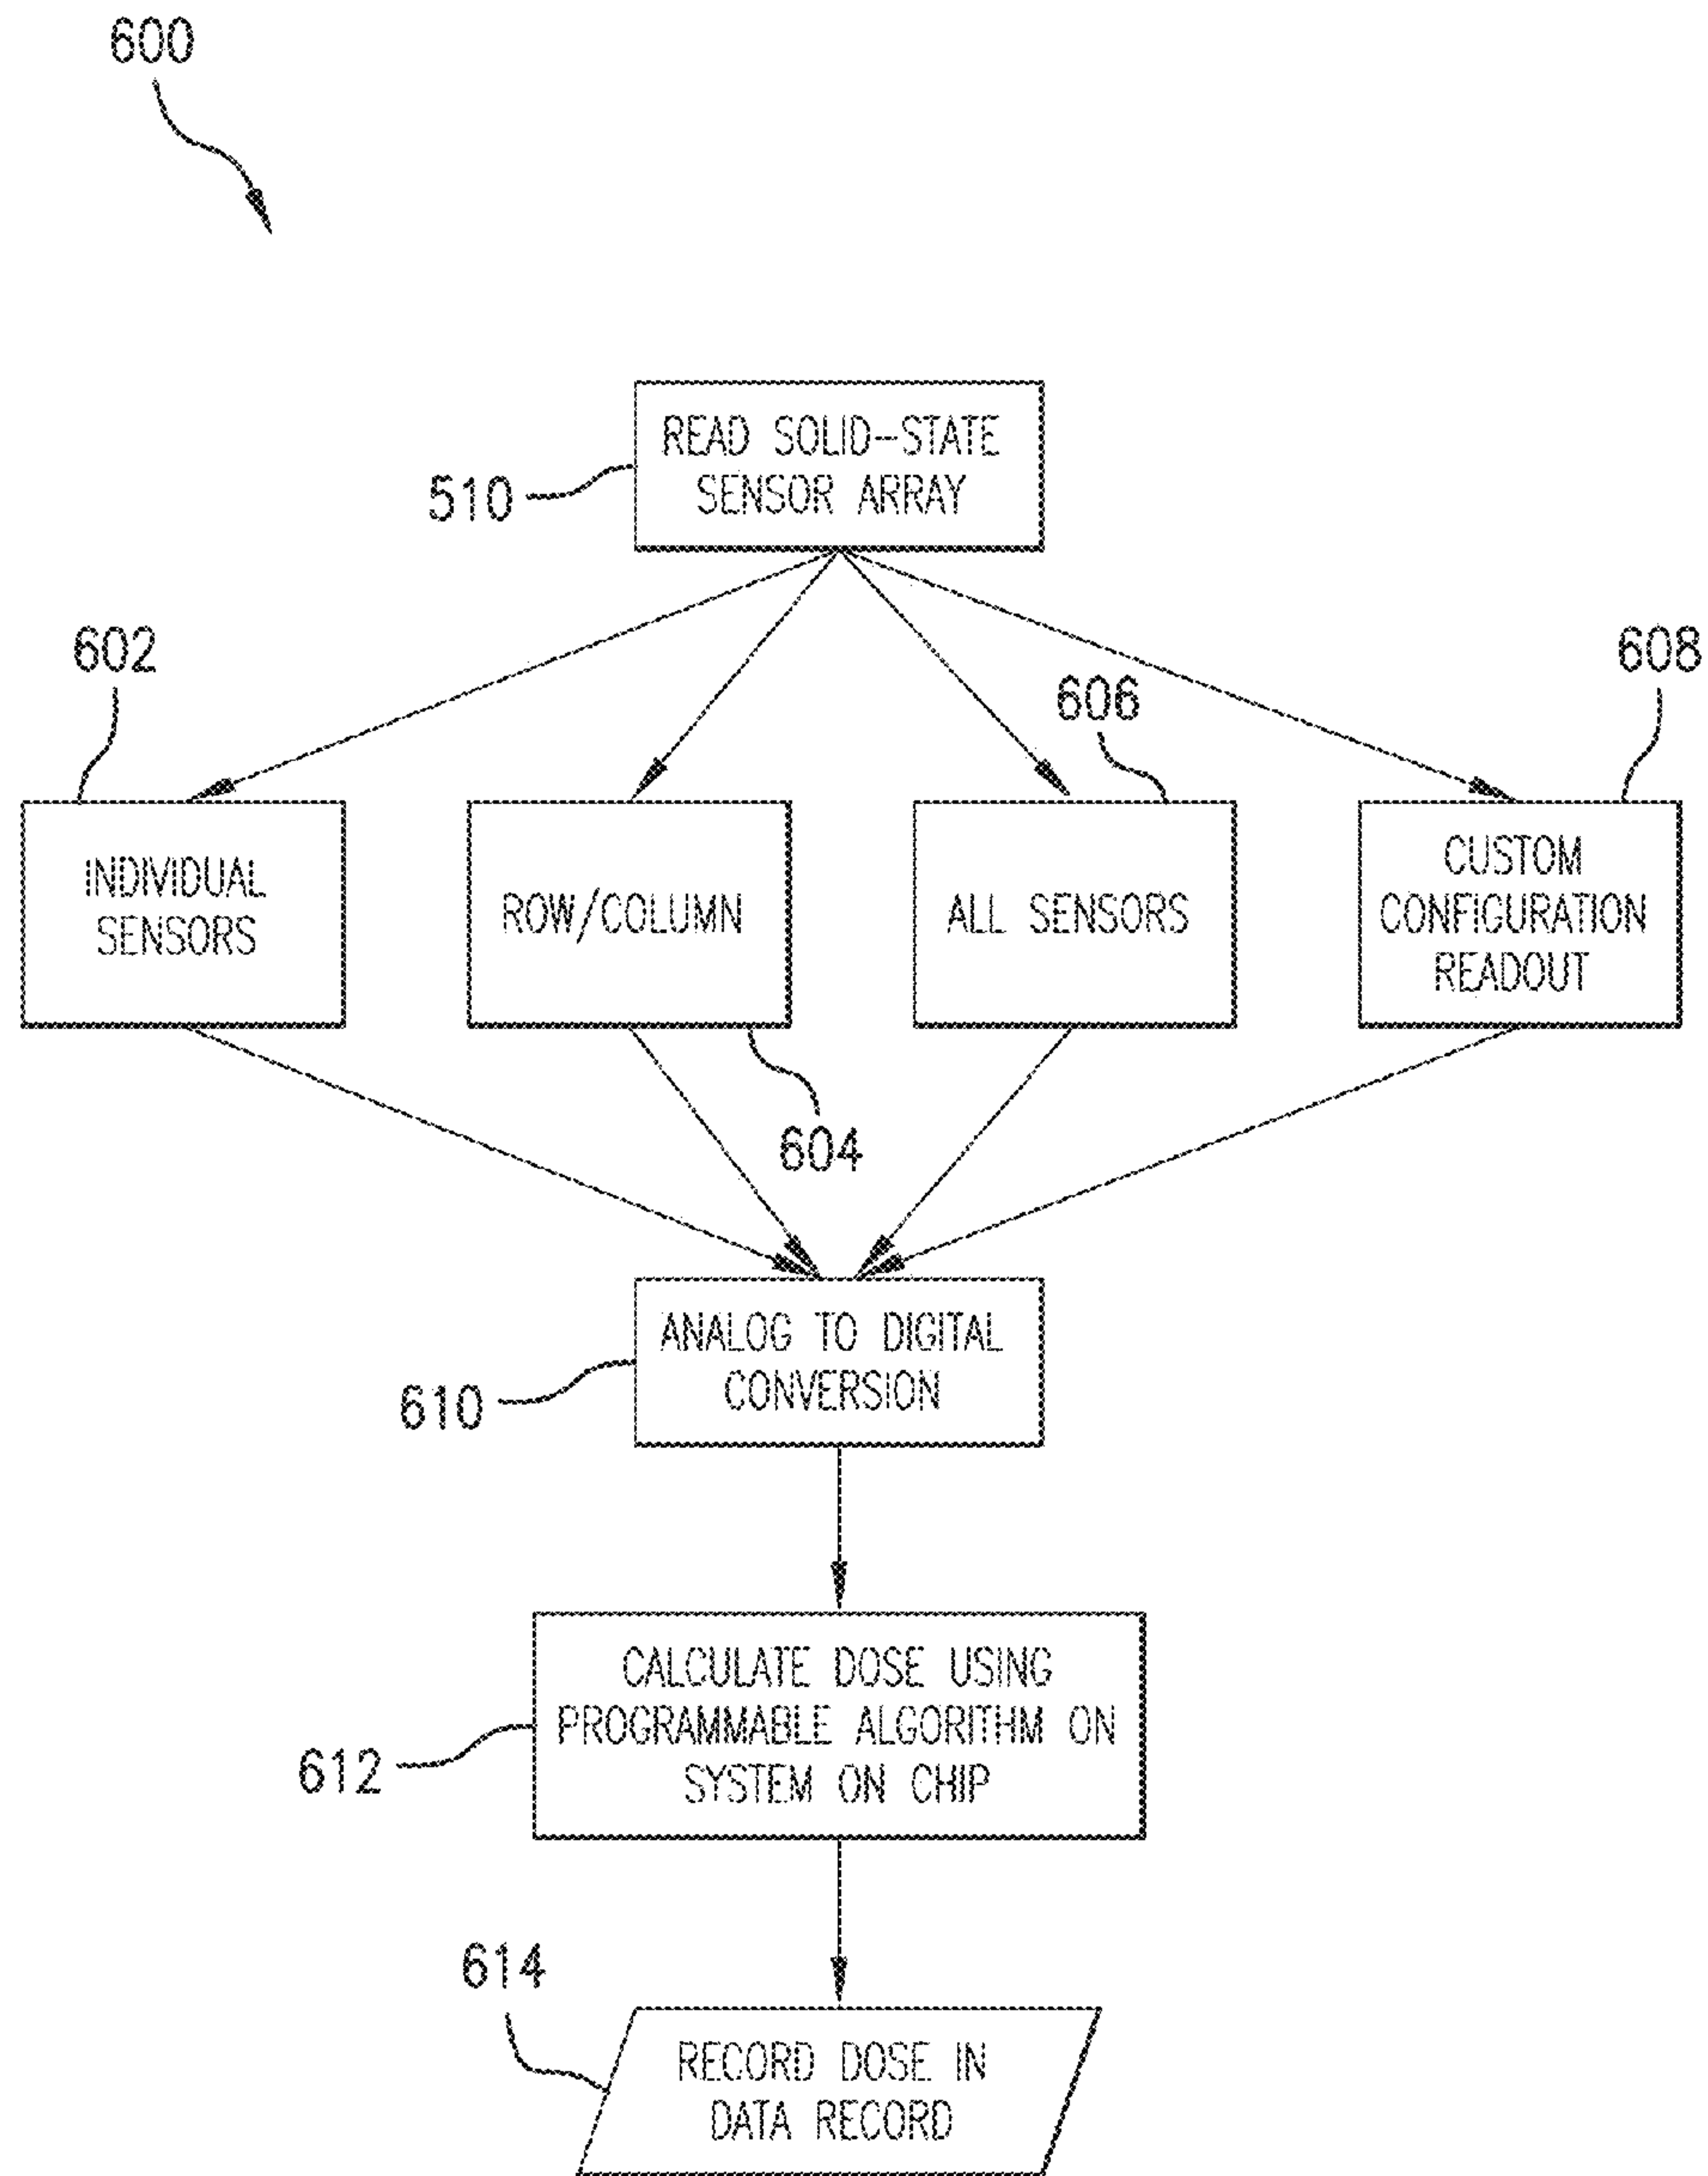 600
READ SOLID-STATE
SENSOR ARRAY
510
602
608
606
INDIVIDUAL
SENSORS
ROW/COLUMN
ALL SENSORS
CUSTOM
CONFIGURATION
READOUT
604
ANALOG TO DIGITAL
CONVERSION
610
CALCULATE DOSE USING
PROGRAMMABLE ALGORITHM ON
SYSTEM ON CHIP
612
614
RECORD DOSE IN
DATA RECORD